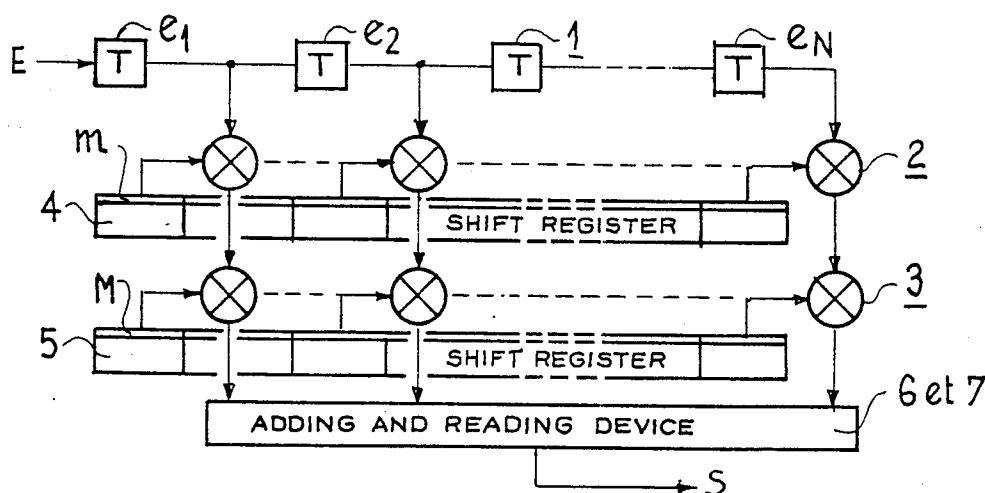 e1 e2 1 eN
E T T T T
m 2
4 SHIFT REGISTER
M 3
5 SHIFT REGISTER
6 et 7
ADDING AND READING DEVICE
S